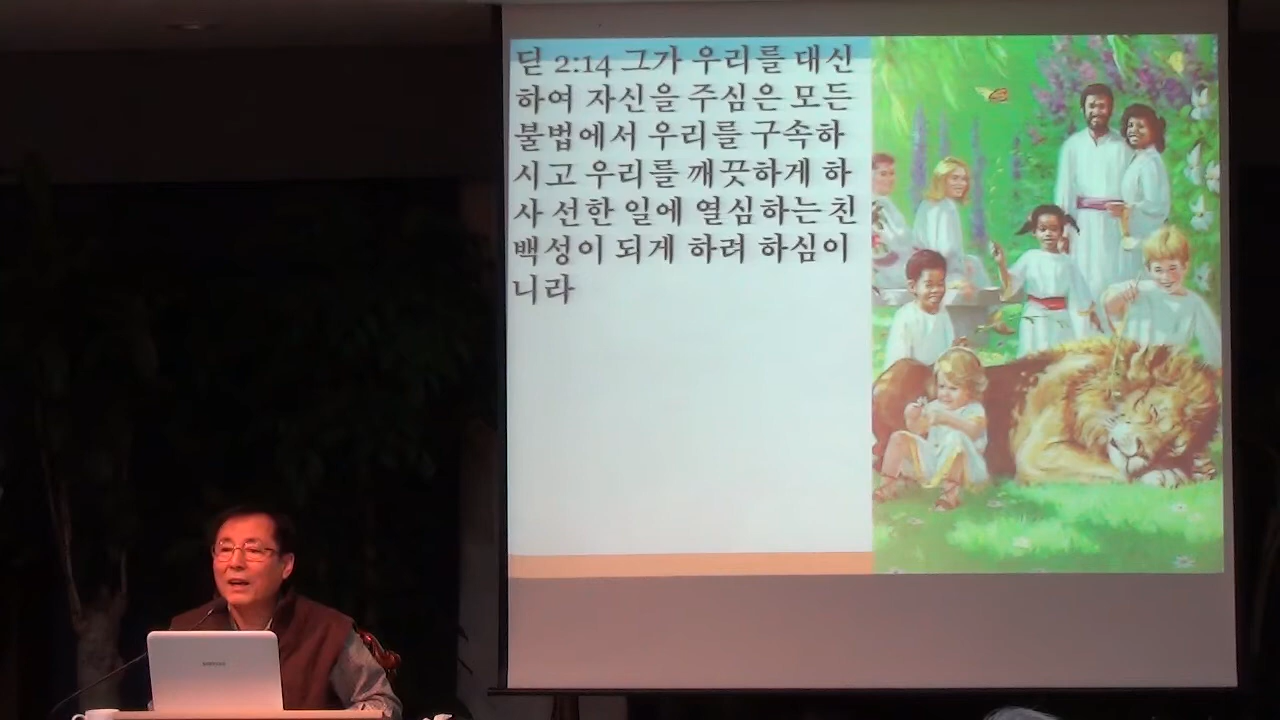 딛 2:14 그가 우리를 대신
하여 자신을 주심은 모든
불법에서 우리를 구속하
시고 우리를 깨끗하게 하
사 선한 일에 열심하는 친
백성이 되게 하려 하심이
니라
SAMSUNG